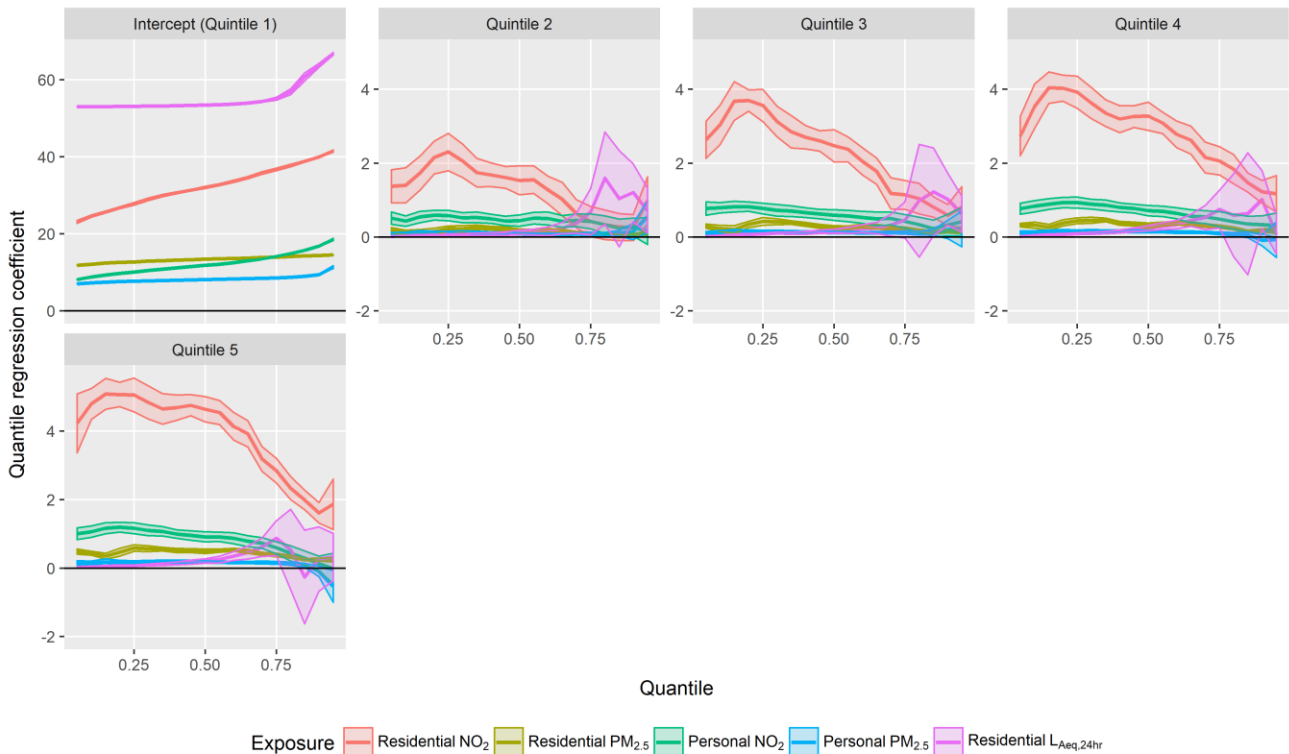 Intercept (Quintile 1)
Quintile 2
Quintile 3
Quintile 4
60
40
20
0
4
2
0
-2
0.25 0.50 0.75
4
2
0
-2
0.25 0.50 0.75
4
2
0
-2
0.25 0.50 0.75
Quintile 5
4
2
0
-2
0.25 0.50 0.75
Quantile regression coefficient
Quantile
Exposure Residential NO₂ Residential PM₂.₅ Personal NO₂ Personal PM₂.₅ Residential L_Aeq,24hr